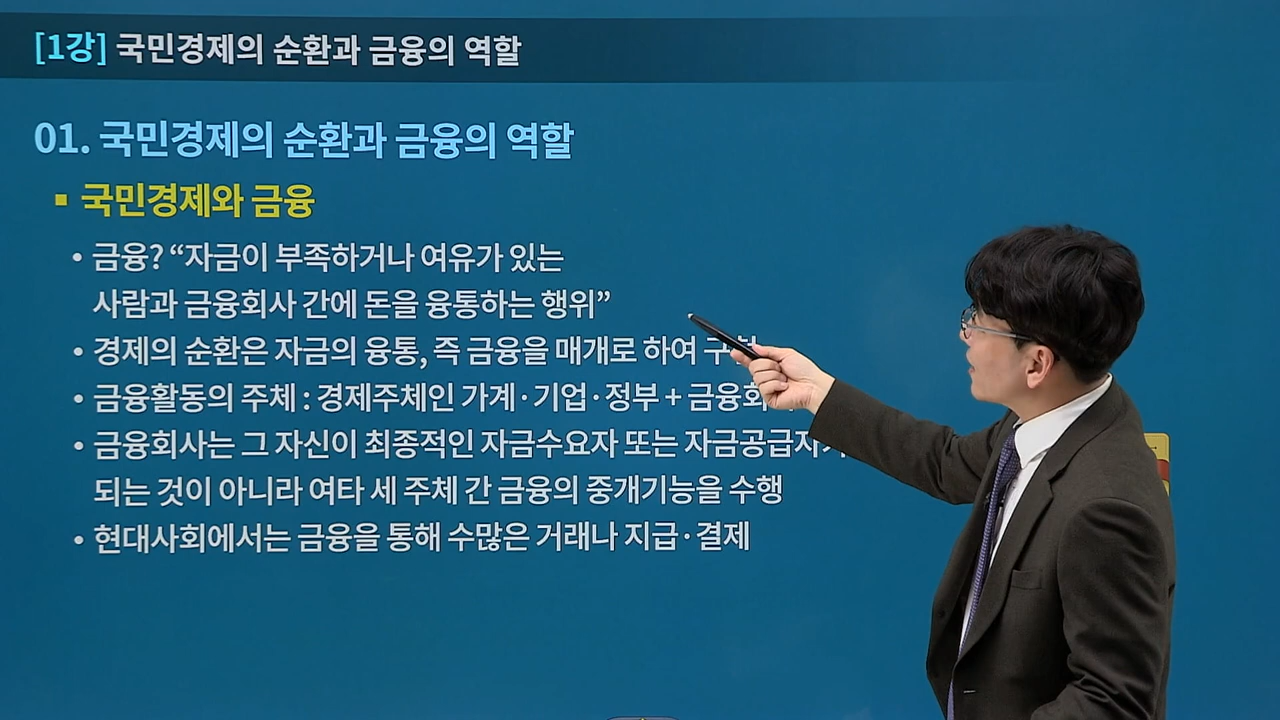 [1강] 국민경제의 순환과 금융의 역할
01. 국민경제의 순환과 금융의 역할
▪ 국민경제와 금융
• 금융? “자금이 부족하거나 여유가 있는
사람과 금융회사 간에 돈을 융통하는 행위”
• 경제의 순환은 자금의 융통, 즉 금융을 매개로 하여
• 금융활동의 주체 : 경제주체인 가계·기업·정부 +
• 금융회사는 그 자신이 최종적인 자금수요자 또는
되는 것이 아니라 여타 세 주체 간 금융의 중개기능을 수행
• 현대사회에서는 금융을 통해 수많은 거래나 지급·결제